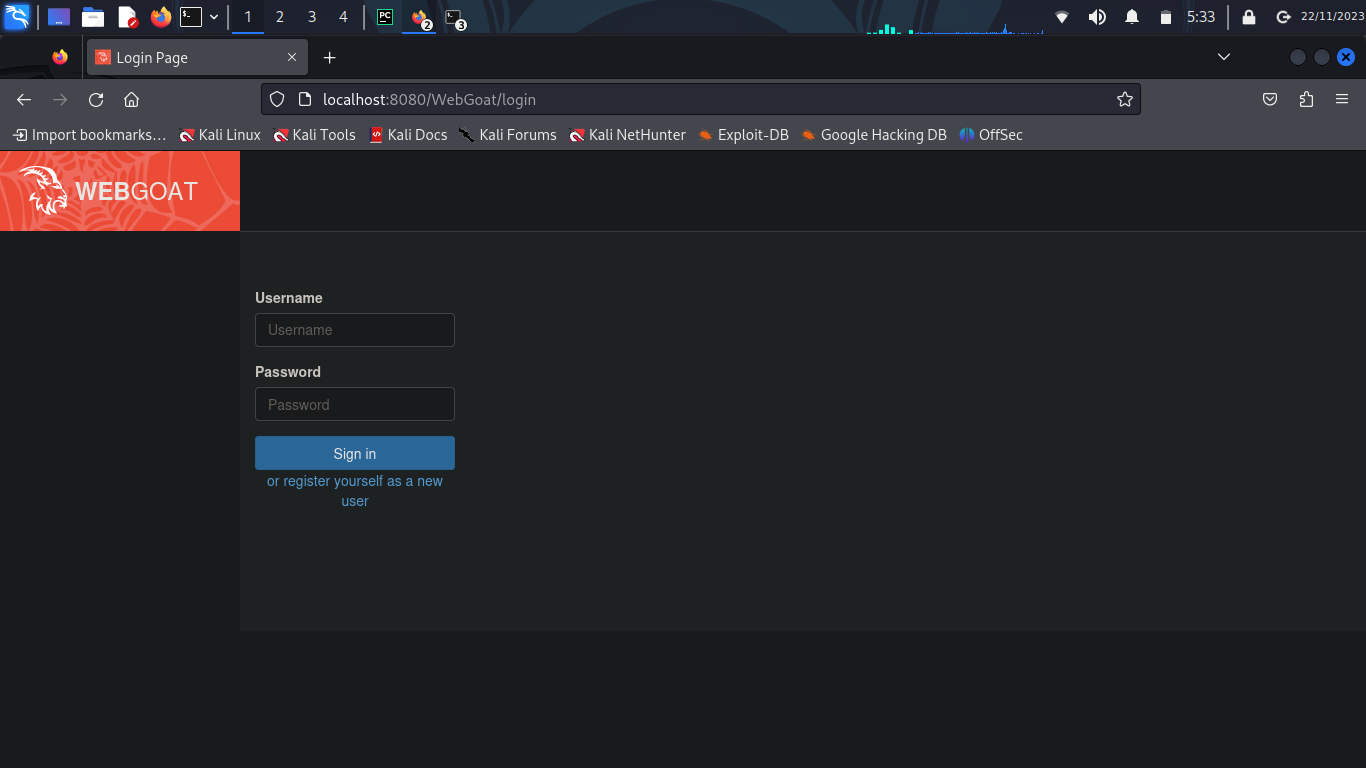 1 2 3 4 2 3 5:33 22/11/2023
Login Page
localhost:8080/WebGoat/login
Import bookmarks... Kali Linux Kali Tools Kali Docs Kali Forums Kali NetHunter Exploit-DB Google Hacking DB OffSec
WEBGOAT
Username
Username
Password
Password
Sign in
or register yourself as a new
user